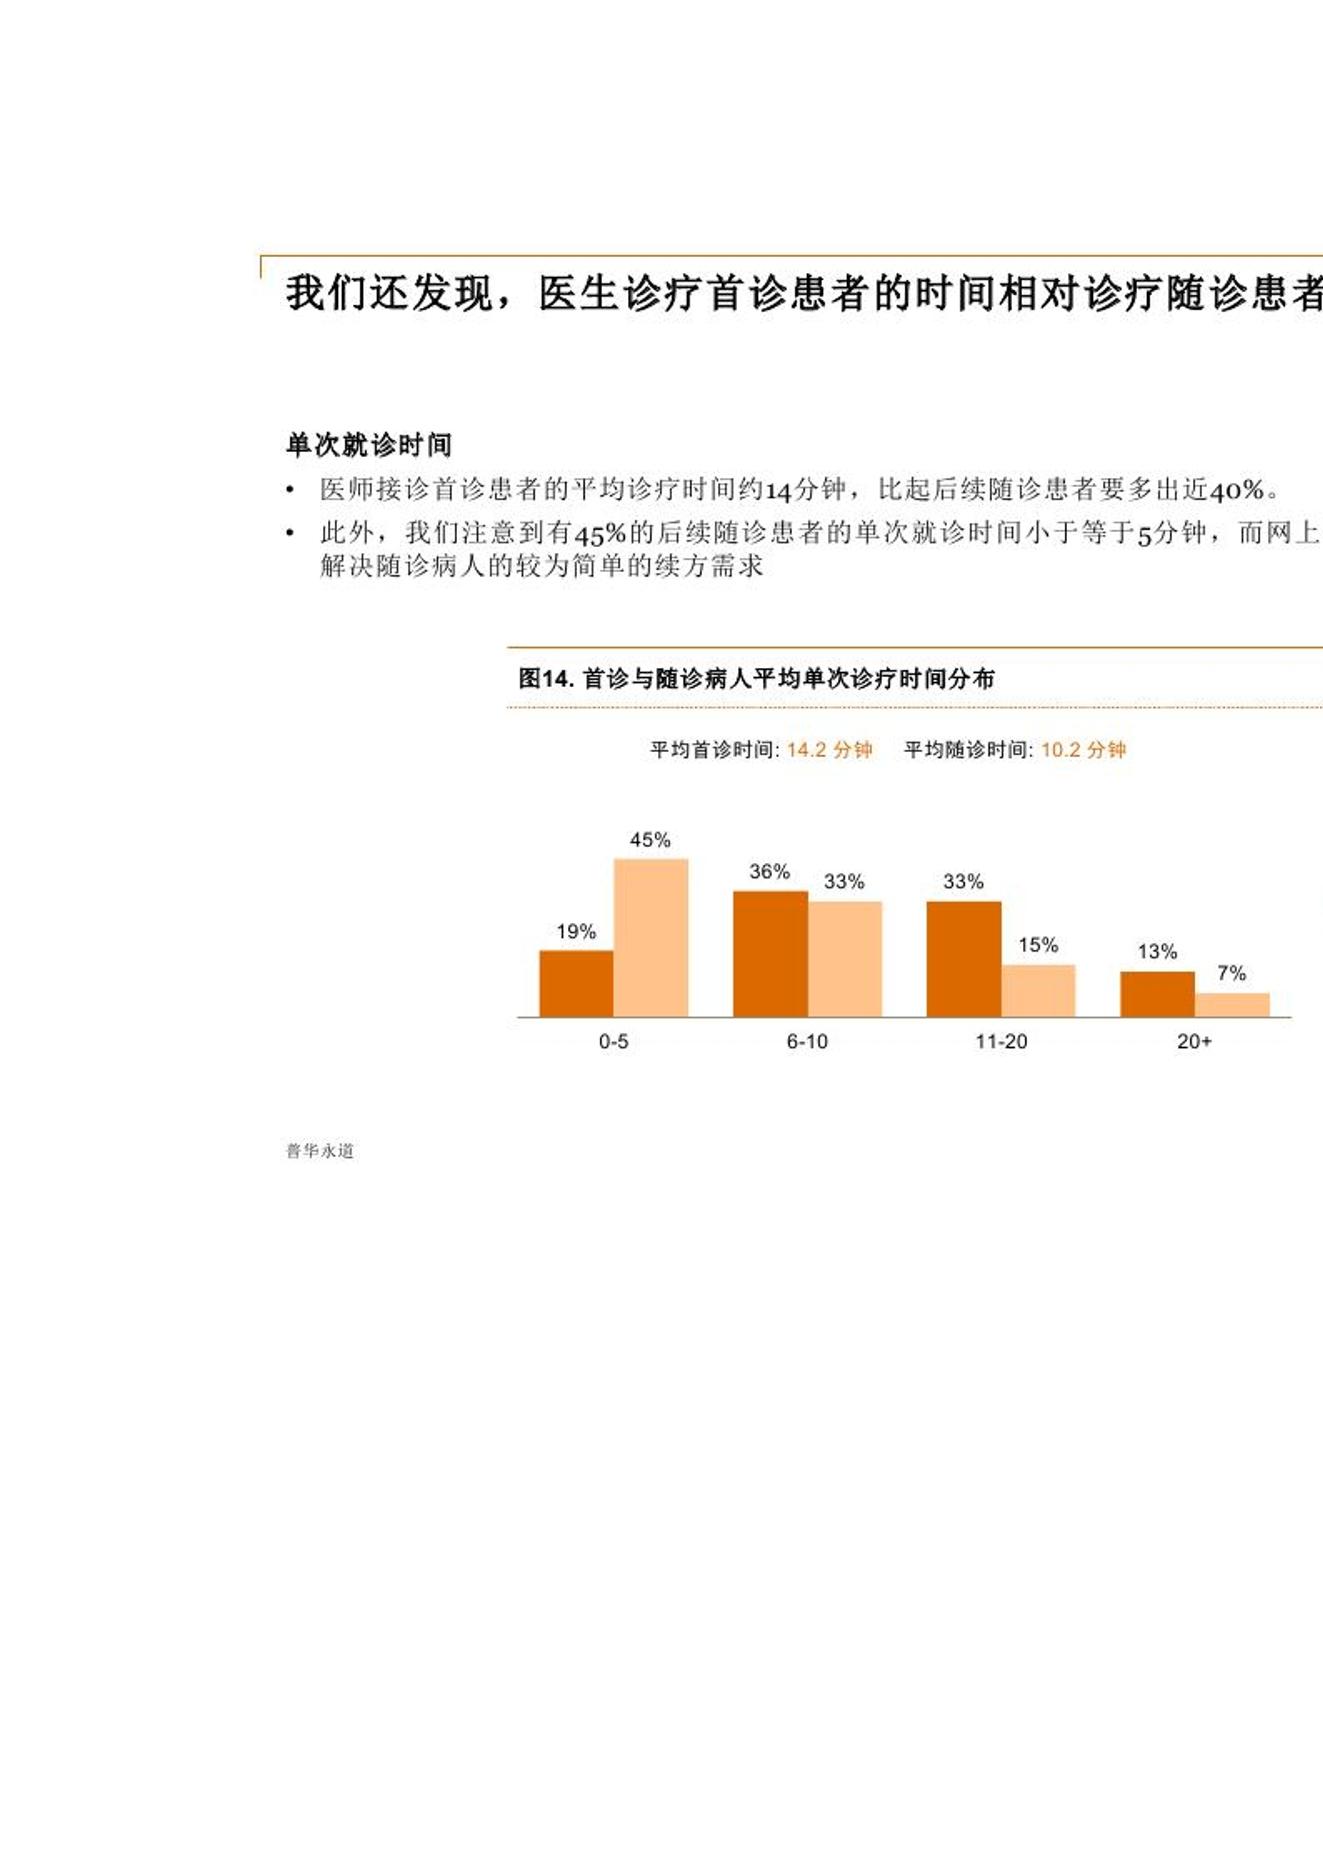 我们还发现，医生诊疗首诊患者的时间相对诊疗随诊患者
单次就诊时间
• 医师接诊首诊患者的平均诊疗时间约14分钟，比起后续随诊患者要多出近40%。
• 此外，我们注意到有45%的后续随诊患者的单次就诊时间小于等于5分钟，而网上
解决随诊病人的较为简单的续方需求
图14. 首诊与随诊病人平均单次诊疗时间分布
平均首诊时间: 14.2 分钟 平均随诊时间: 10.2 分钟
45%
36%
33%
33%
19%
15%
13%
7%
0-5
6-10
11-20
20+
普华永道